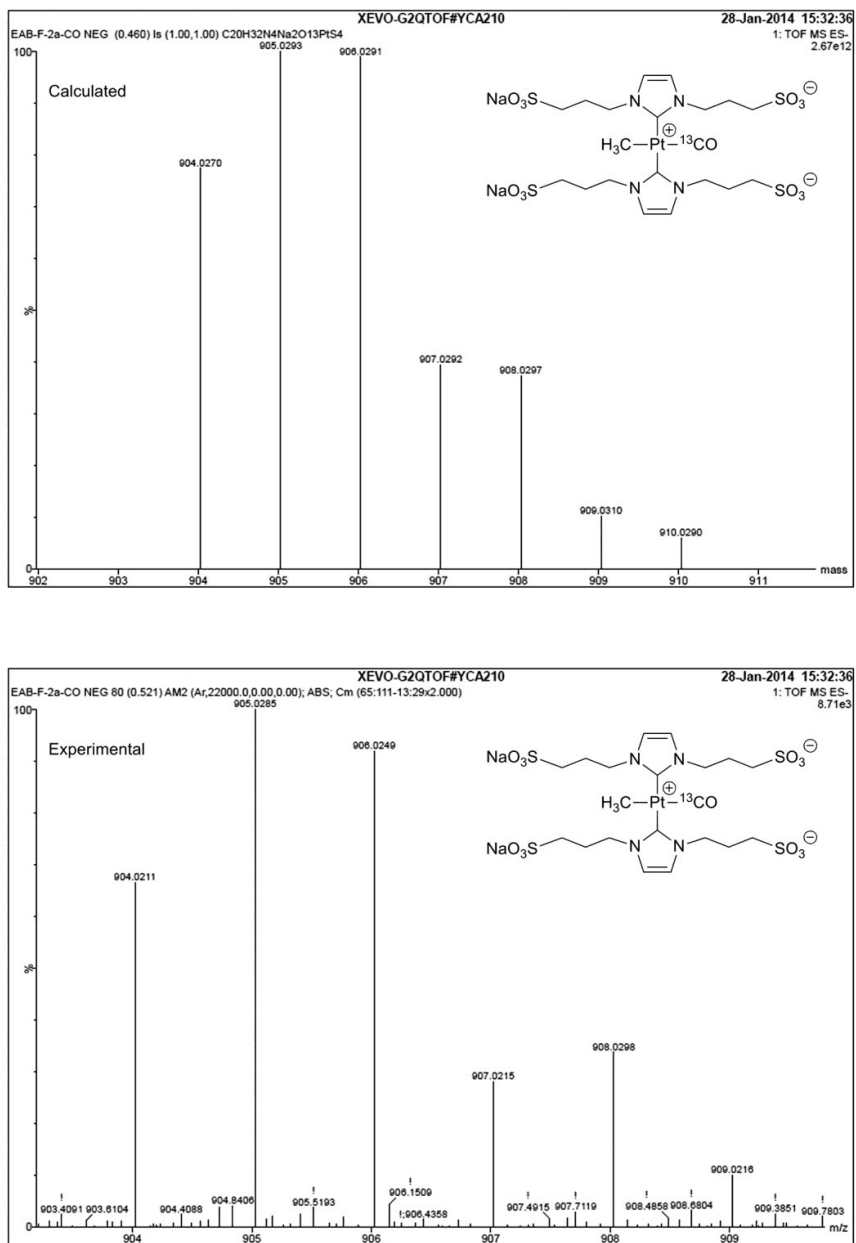 XEVO-G2QTOF#YCA210
28-Jan-2014 15:32:36
EAB-F-2a-CO NEG (0.460) Is (1.00,1.00) C20H32N4Na2O13PtS4
1: TOF MS ES-
2.67e12
905.0293
906.0291
100
Calculated
NaO₃S
N
N
SO₃⊖
⊕
H₃C
Pt
¹³CO
904.0270
NaO₃S
N
N
SO₃⊖
%
907.0292
908.0297
909.0310
910.0290
0
mass
902 903 904 905 906 907 908 909 910 911
XEVO-G2QTOF#YCA210
28-Jan-2014 15:32:36
EAB-F-2a-CO NEG 80 (0.521) AM2 (Ar,22000.0,0.00,0.00); ABS; Cm (65:111-13:29x2.000)
1: TOF MS ES-
8.71e3
905.0285
100
Experimental
906.0249
NaO₃S
N
N
SO₃⊖
⊕
H₃C
Pt
¹³CO
NaO₃S
N
N
SO₃⊖
904.0211
%
908.0298
907.0215
909.0216
! ! ! ! ! ! ! ! !
903.4091 903.6104 904.4088 904.8406 905.5193 906.1509 !;906.4358 907.4915 907.7119 908.4858 908.6804 909.3851 909.7803
0
m/z
904 905 906 907 908 909